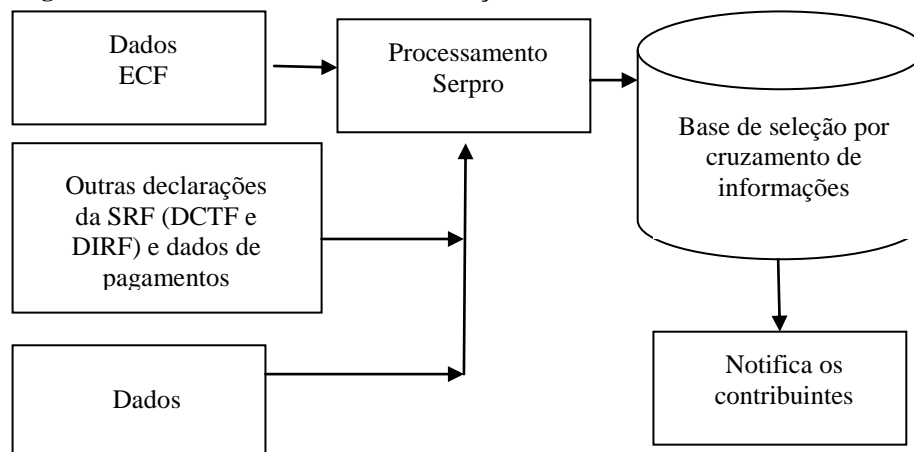 Dados
ECF
Processamento
Serpro
Base de seleção por
cruzamento de
informações
Outras declarações
da SRF (DCTF e
DIRF) e dados de
pagamentos
Dados
Notifica os
contribuintes